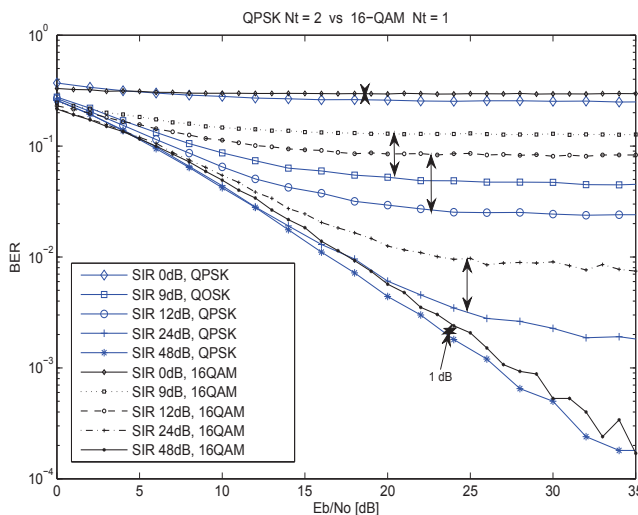 QPSK Nt = 2 vs 16−QAM Nt = 1
10^0
10^−1
10^−2
10^−3
10^−4
BER
SIR 0dB, QPSK
SIR 9dB, QOSK
SIR 12dB, QPSK
SIR 24dB, QPSK
SIR 48dB, QPSK
SIR 0dB, 16QAM
SIR 9dB, 16QAM
SIR 12dB, 16QAM
SIR 24dB, 16QAM
SIR 48dB, 16QAM
1 dB
0 5 10 15 20 25 30 35
Eb/No [dB]